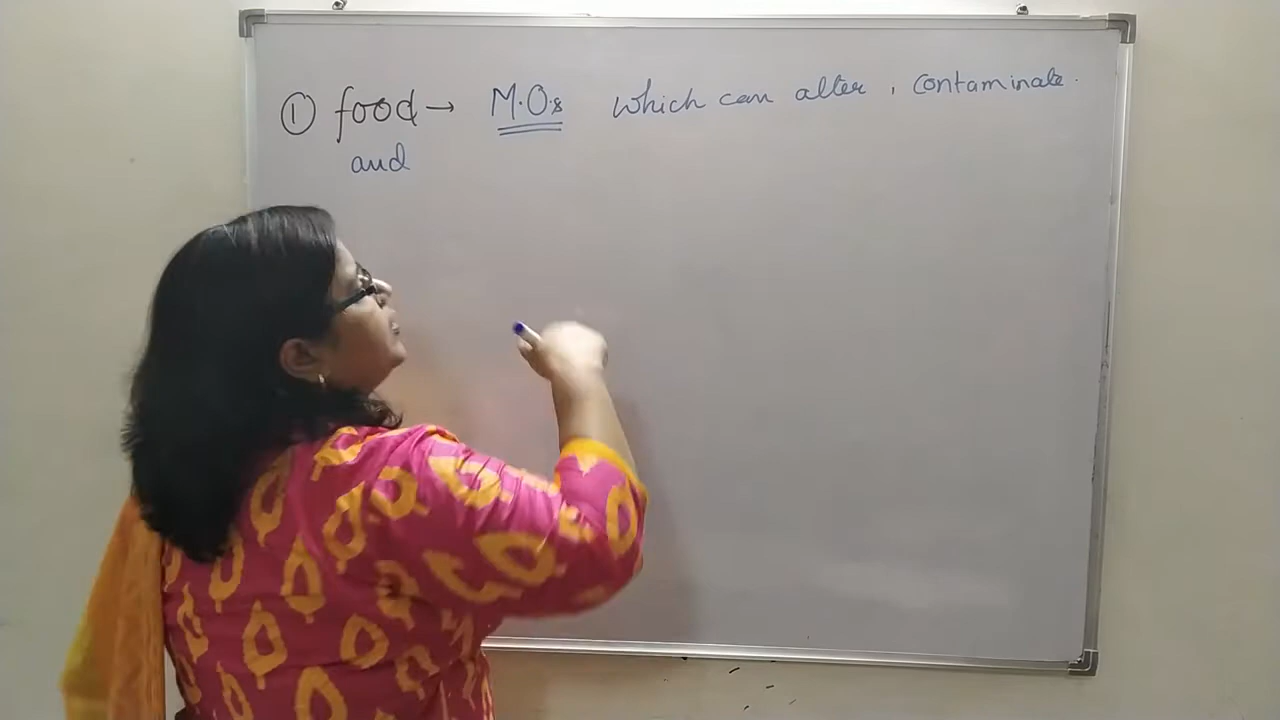 ① food → M.O.s which can alter, contaminate.
and